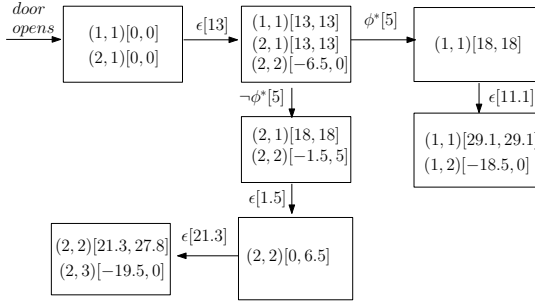 door
opens
(1, 1)[0, 0]
(2, 1)[0, 0]
ϵ[13]
(1, 1)[13, 13]
(2, 1)[13, 13]
(2, 2)[−6.5, 0]
ϕ*[5]
(1, 1)[18, 18]
ϵ[11.1]
(1, 1)[29.1, 29.1]
(1, 2)[−18.5, 0]
¬ϕ*[5]
(2, 1)[18, 18]
(2, 2)[−1.5, 5]
ϵ[1.5]
(2, 2)[0, 6.5]
ϵ[21.3]
(2, 2)[21.3, 27.8]
(2, 3)[−19.5, 0]